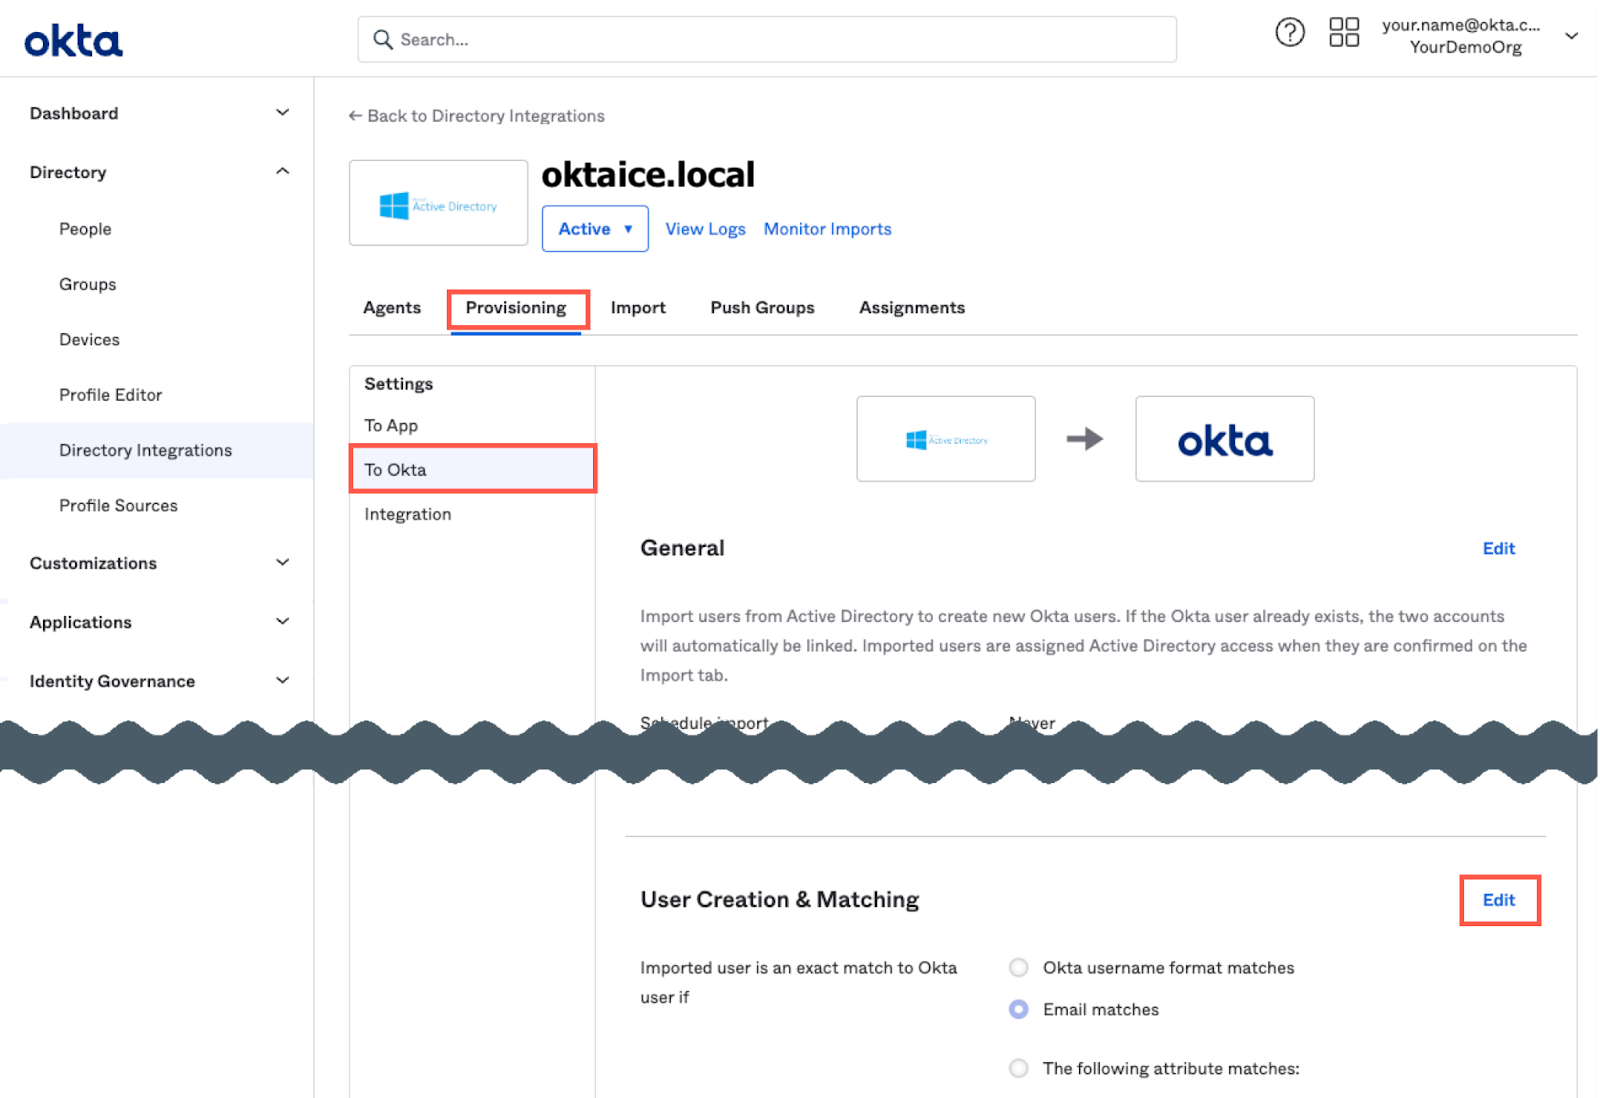 okta
Search...
your.name@okta.c...
YourDemoOrg
Dashboard
Directory
People
Groups
Devices
Profile Editor
Directory Integrations
Profile Sources
Customizations
Applications
Identity Governance
← Back to Directory Integrations
Active Directory
oktaice.local
Active
View Logs
Monitor Imports
Agents
Provisioning
Import
Push Groups
Assignments
Settings
To App
To Okta
Integration
Active Directory
okta
General
Edit
Import users from Active Directory to create new Okta users. If the Okta user already exists, the two accounts
will automatically be linked. Imported users are assigned Active Directory access when they are confirmed on the
Import tab.
Schedule import
Never
User Creation & Matching
Edit
Imported user is an exact match to Okta
user if
Okta username format matches
Email matches
The following attribute matches: